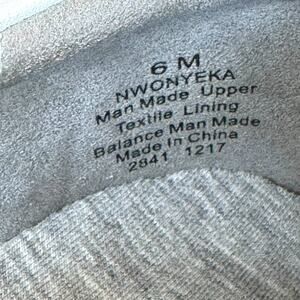 6 M
NWONYEKA
Man Made Upper
Textile Lining
Balance Man Made
Made In China
2841 1217